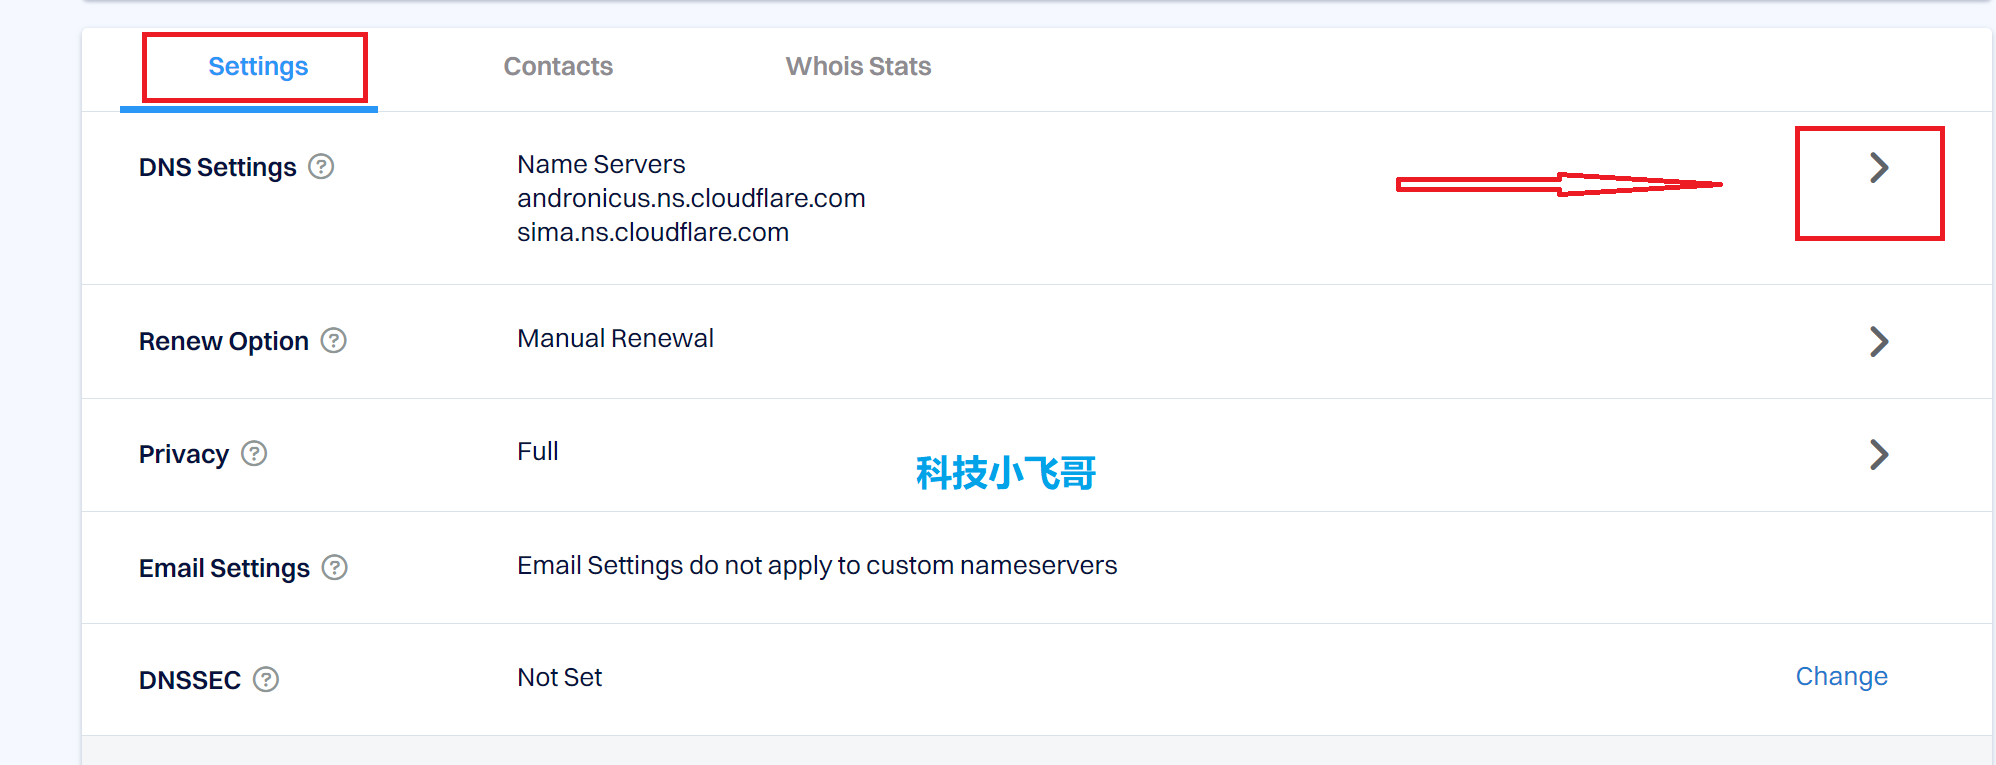 Settings
Contacts
Whois Stats
DNS Settings ?
Name Servers
andronicus.ns.cloudflare.com
sima.ns.cloudflare.com
Renew Option ?
Manual Renewal
Privacy ?
Full
科技小飞哥
Email Settings ?
Email Settings do not apply to custom nameservers
DNSSEC ?
Not Set
Change